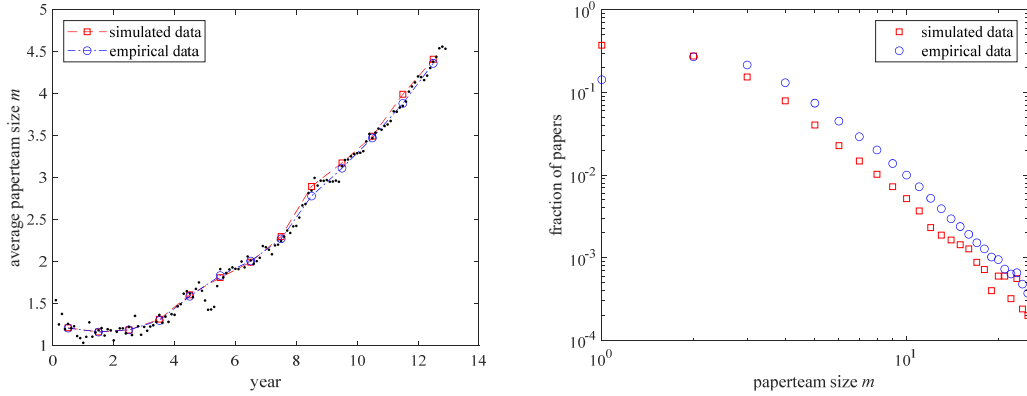 5
4.5
4
3.5
3
2.5
2
1.5
1
average paperteam size m
simulated data
empirical data
0 2 4 6 8 10 12 14
year
10^0
10^-1
10^-2
10^-3
10^-4
fraction of papers
simulated data
empirical data
10^0 10^1
paperteam size m